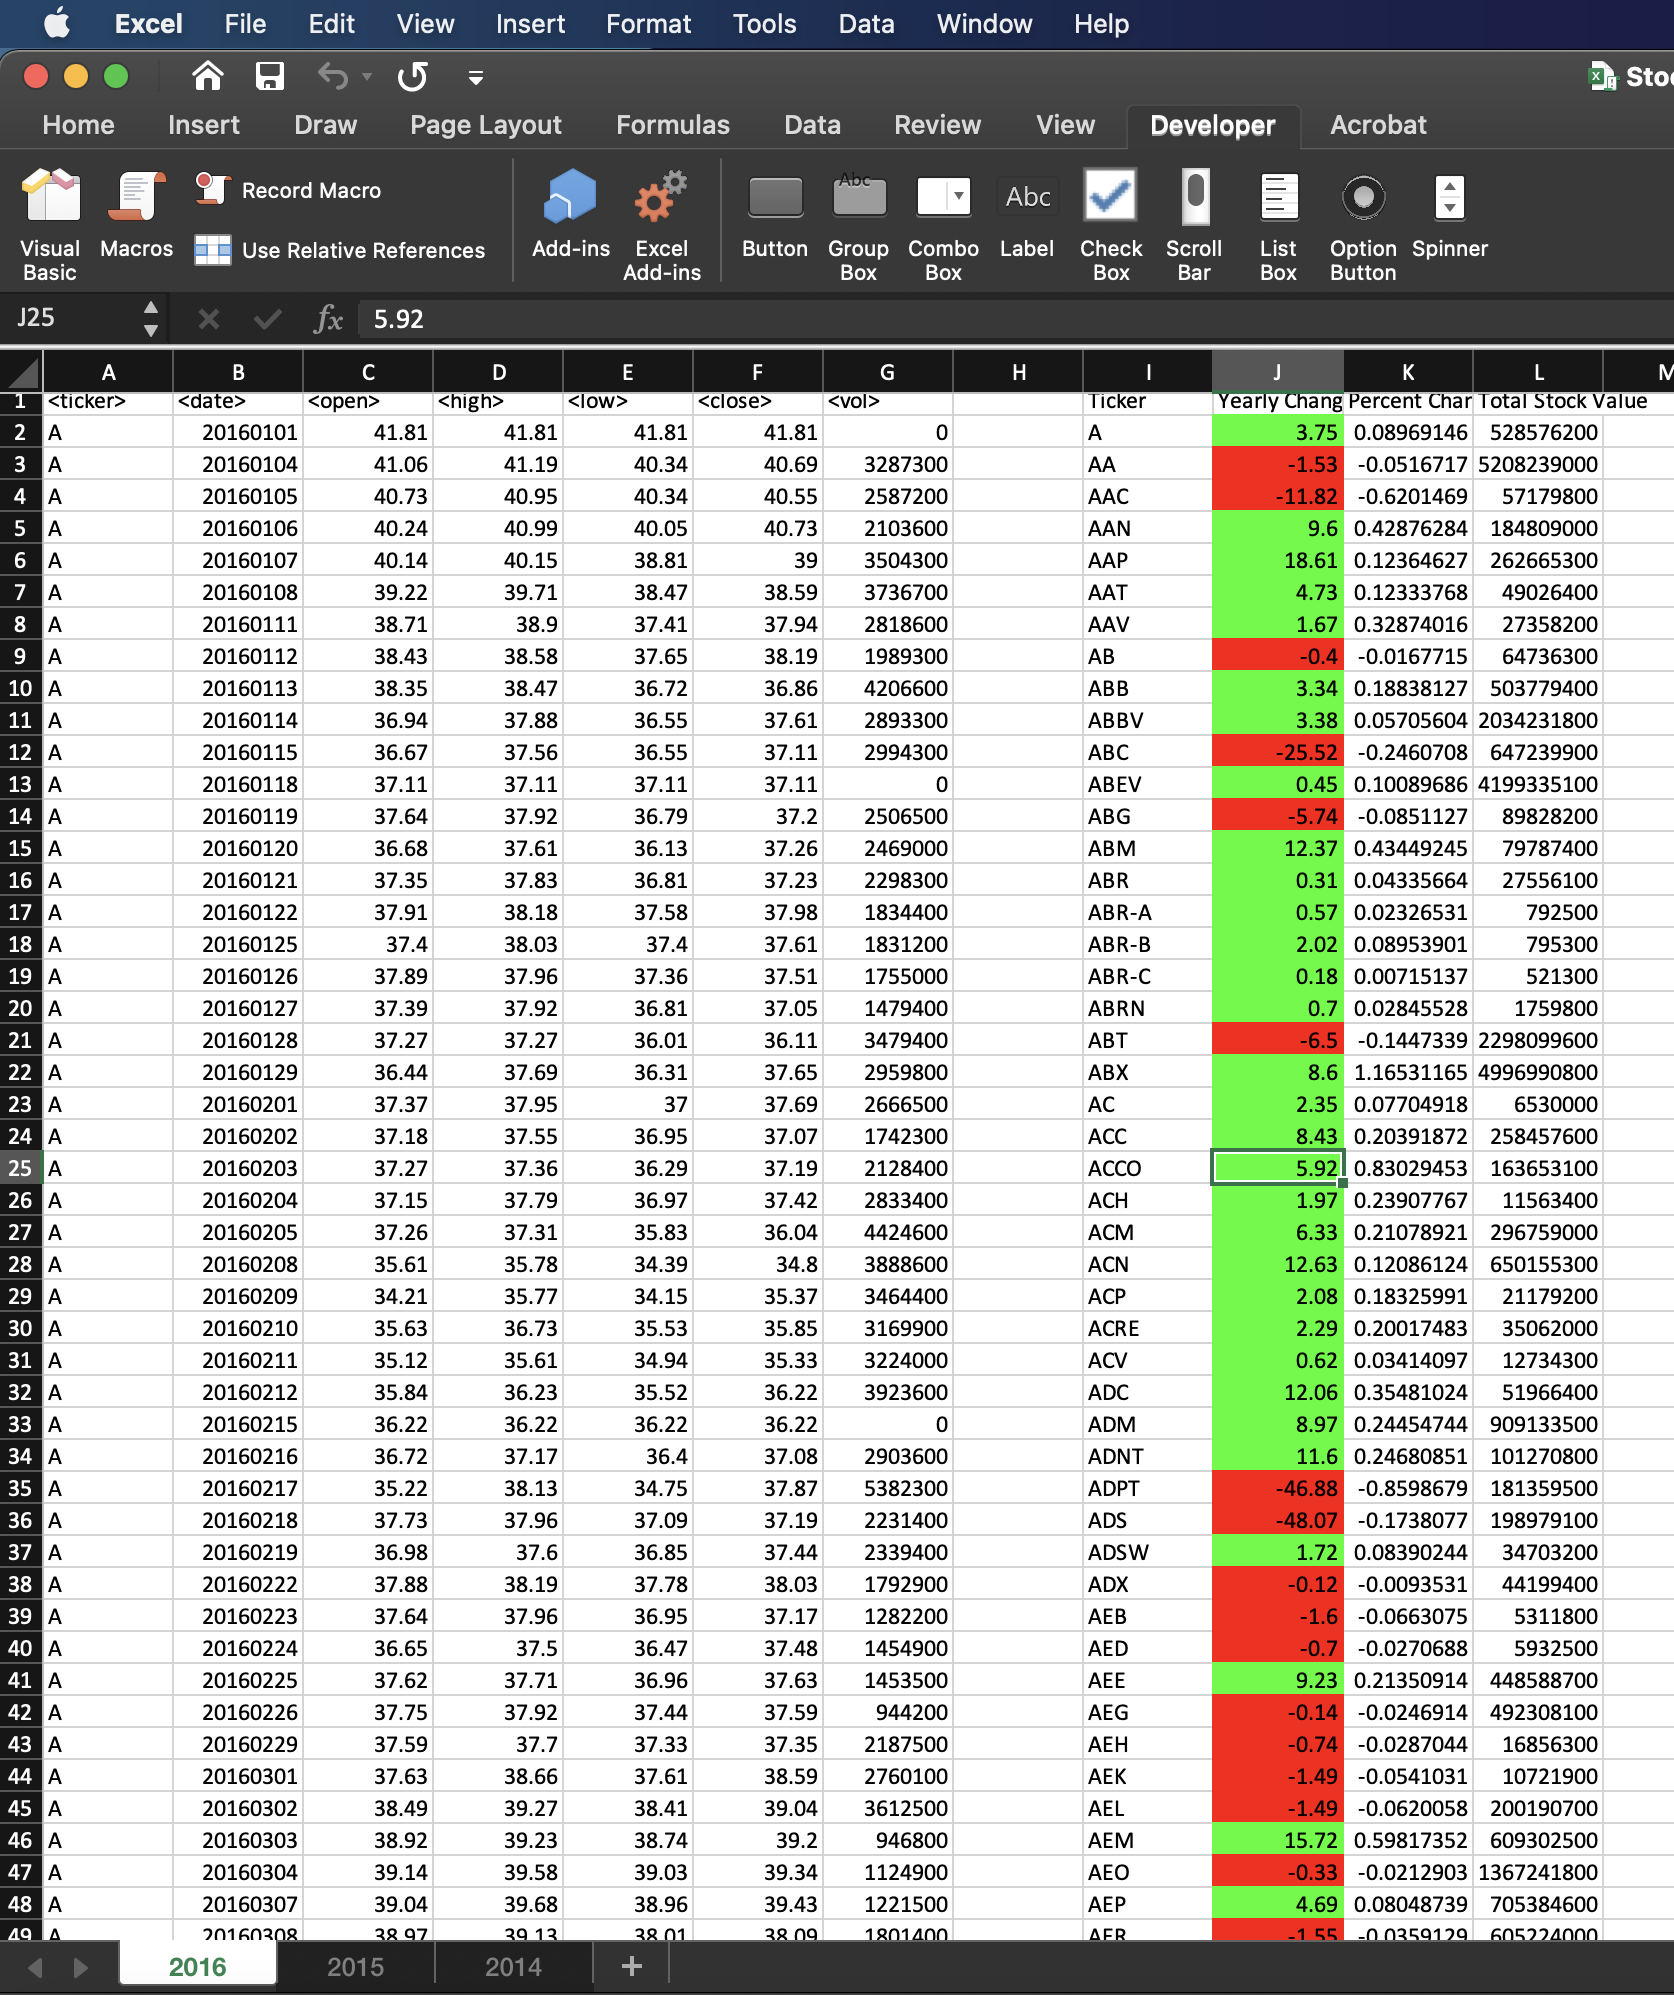 Excel File Edit View Insert Format Tools Data Window Help
Home Insert Draw Page Layout Formulas Data Review View Developer Acrobat
Visual Basic Macros Record Macro Use Relative References Add-ins Excel Add-ins Button Group Box Combo Box Label Check Box Scroll Bar List Box Option Button Spinner
Abc Abc
J25 fx 5.92
A B C D E F G H I J K L M
1 <ticker> <date> <open> <high> <low> <close> <vol> Ticker Yearly Chang Percent Char Total Stock Value
2 A 20160101 41.81 41.81 41.81 41.81 0 A 3.75 0.08969146 528576200
3 A 20160104 41.06 41.19 40.34 40.69 3287300 AA -1.53 -0.0516717 5208239000
4 A 20160105 40.73 40.95 40.34 40.55 2587200 AAC -11.82 -0.6201469 57179800
5 A 20160106 40.24 40.99 40.05 40.73 2103600 AAN 9.6 0.42876284 184809000
6 A 20160107 40.14 40.15 38.81 39 3504300 AAP 18.61 0.12364627 262665300
7 A 20160108 39.22 39.71 38.47 38.59 3736700 AAT 4.73 0.12333768 49026400
8 A 20160111 38.71 38.9 37.41 37.94 2818600 AAV 1.67 0.32874016 27358200
9 A 20160112 38.43 38.58 37.65 38.19 1989300 AB -0.4 -0.0167715 64736300
10 A 20160113 38.35 38.47 36.72 36.86 4206600 ABB 3.34 0.18838127 503779400
11 A 20160114 36.94 37.88 36.55 37.61 2893300 ABBV 3.38 0.05705604 2034231800
12 A 20160115 36.67 37.56 36.55 37.11 2994300 ABC -25.52 -0.2460708 647239900
13 A 20160118 37.11 37.11 37.11 37.11 0 ABEV 0.45 0.10089686 4199335100
14 A 20160119 37.64 37.92 36.79 37.2 2506500 ABG -5.74 -0.0851127 89828200
15 A 20160120 36.68 37.61 36.13 37.26 2469000 ABM 12.37 0.43449245 79787400
16 A 20160121 37.35 37.83 36.81 37.23 2298300 ABR 0.31 0.04335664 27556100
17 A 20160122 37.91 38.18 37.58 37.98 1834400 ABR-A 0.57 0.02326531 792500
18 A 20160125 37.4 38.03 37.4 37.61 1831200 ABR-B 2.02 0.08953901 795300
19 A 20160126 37.89 37.96 37.36 37.51 1755000 ABR-C 0.18 0.00715137 521300
20 A 20160127 37.39 37.92 36.81 37.05 1479400 ABRN 0.7 0.02845528 1759800
21 A 20160128 37.27 37.27 36.01 36.11 3479400 ABT -6.5 -0.1447339 2298099600
22 A 20160129 36.44 37.69 36.31 37.65 2959800 ABX 8.6 1.16531165 4996990800
23 A 20160201 37.37 37.95 37 37.69 2666500 AC 2.35 0.07704918 6530000
24 A 20160202 37.18 37.55 36.95 37.07 1742300 ACC 8.43 0.20391872 258457600
25 A 20160203 37.27 37.36 36.29 37.19 2128400 ACCO 5.92 0.83029453 163653100
26 A 20160204 37.15 37.79 36.97 37.42 2833400 ACH 1.97 0.23907767 11563400
27 A 20160205 37.26 37.31 35.83 36.04 4424600 ACM 6.33 0.21078921 296759000
28 A 20160208 35.61 35.78 34.39 34.8 3888600 ACN 12.63 0.12086124 650155300
29 A 20160209 34.21 35.77 34.15 35.37 3464400 ACP 2.08 0.18325991 21179200
30 A 20160210 35.63 36.73 35.53 35.85 3169900 ACRE 2.29 0.20017483 35062000
31 A 20160211 35.12 35.61 34.94 35.33 3224000 ACV 0.62 0.03414097 12734300
32 A 20160212 35.84 36.23 35.52 36.22 3923600 ADC 12.06 0.35481024 51966400
33 A 20160215 36.22 36.22 36.22 36.22 0 ADM 8.97 0.24454744 909133500
34 A 20160216 36.72 37.17 36.4 37.08 2903600 ADNT 11.6 0.24680851 101270800
35 A 20160217 35.22 38.13 34.75 37.87 5382300 ADPT -46.88 -0.8598679 181359500
36 A 20160218 37.73 37.96 37.09 37.19 2231400 ADS -48.07 -0.1738077 198979100
37 A 20160219 36.98 37.6 36.85 37.44 2339400 ADSW 1.72 0.08390244 34703200
38 A 20160222 37.88 38.19 37.78 38.03 1792900 ADX -0.12 -0.0093531 44199400
39 A 20160223 37.64 37.96 36.95 37.17 1282200 AEB -1.6 -0.0663075 5311800
40 A 20160224 36.65 37.5 36.47 37.48 1454900 AED -0.7 -0.0270688 5932500
41 A 20160225 37.62 37.71 36.96 37.63 1453500 AEE 9.23 0.21350914 448588700
42 A 20160226 37.75 37.92 37.44 37.59 944200 AEG -0.14 -0.0246914 492308100
43 A 20160229 37.59 37.7 37.33 37.35 2187500 AEH -0.74 -0.0287044 16856300
44 A 20160301 37.63 38.66 37.61 38.59 2760100 AEK -1.49 -0.0541031 10721900
45 A 20160302 38.49 39.27 38.41 39.04 3612500 AEL -1.49 -0.0620058 200190700
46 A 20160303 38.92 39.23 38.74 39.2 946800 AEM 15.72 0.59817352 609302500
47 A 20160304 39.14 39.58 39.03 39.34 1124900 AEO -0.33 -0.0212903 1367241800
48 A 20160307 39.04 39.68 38.96 39.43 1221500 AEP 4.69 0.08048739 705384600
49 A 20160308 38.97 39.13 38.01 38.09 1801400 AER -1.55 -0.0359129 605224000
2016 2015 2014 +